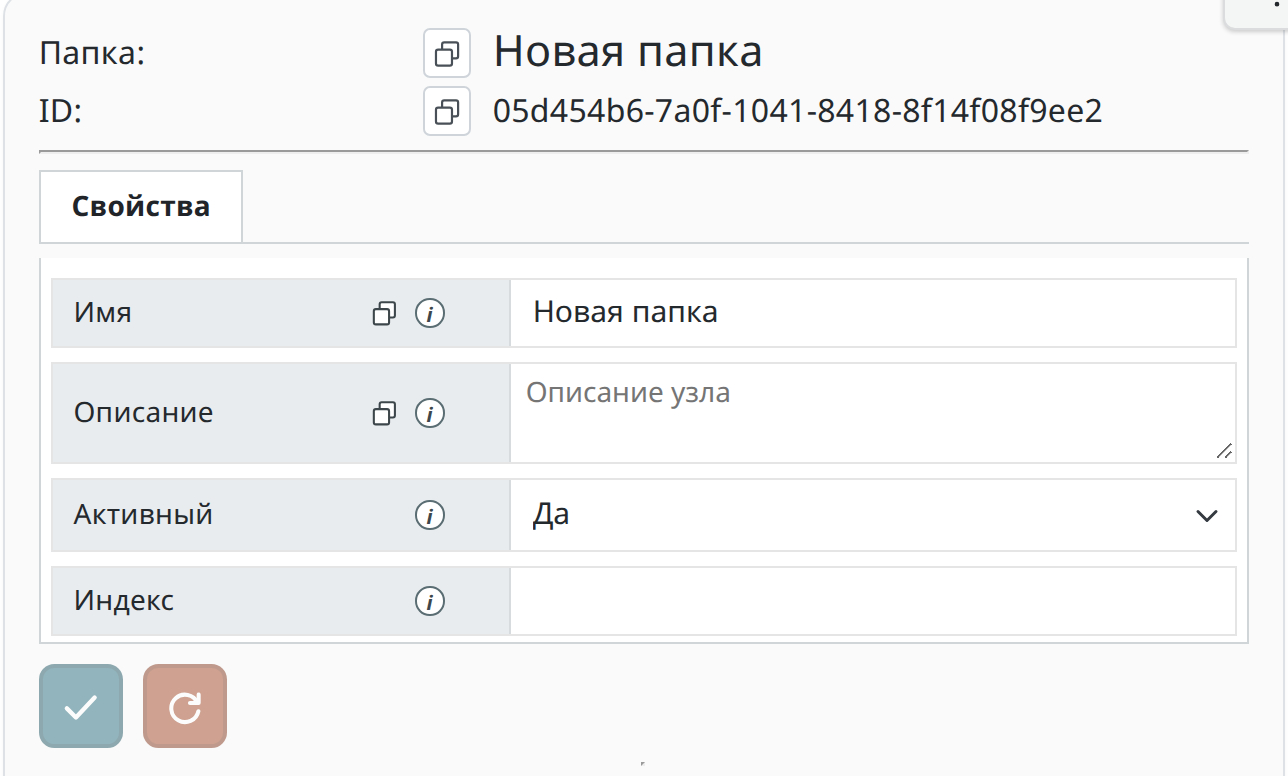 Папка: Новая папка
ID: 05d454b6-7a0f-1041-8418-8f14f08f9ee2
Свойства
Имя Новая папка
Описание Описание узла
Активный Да
Индекс